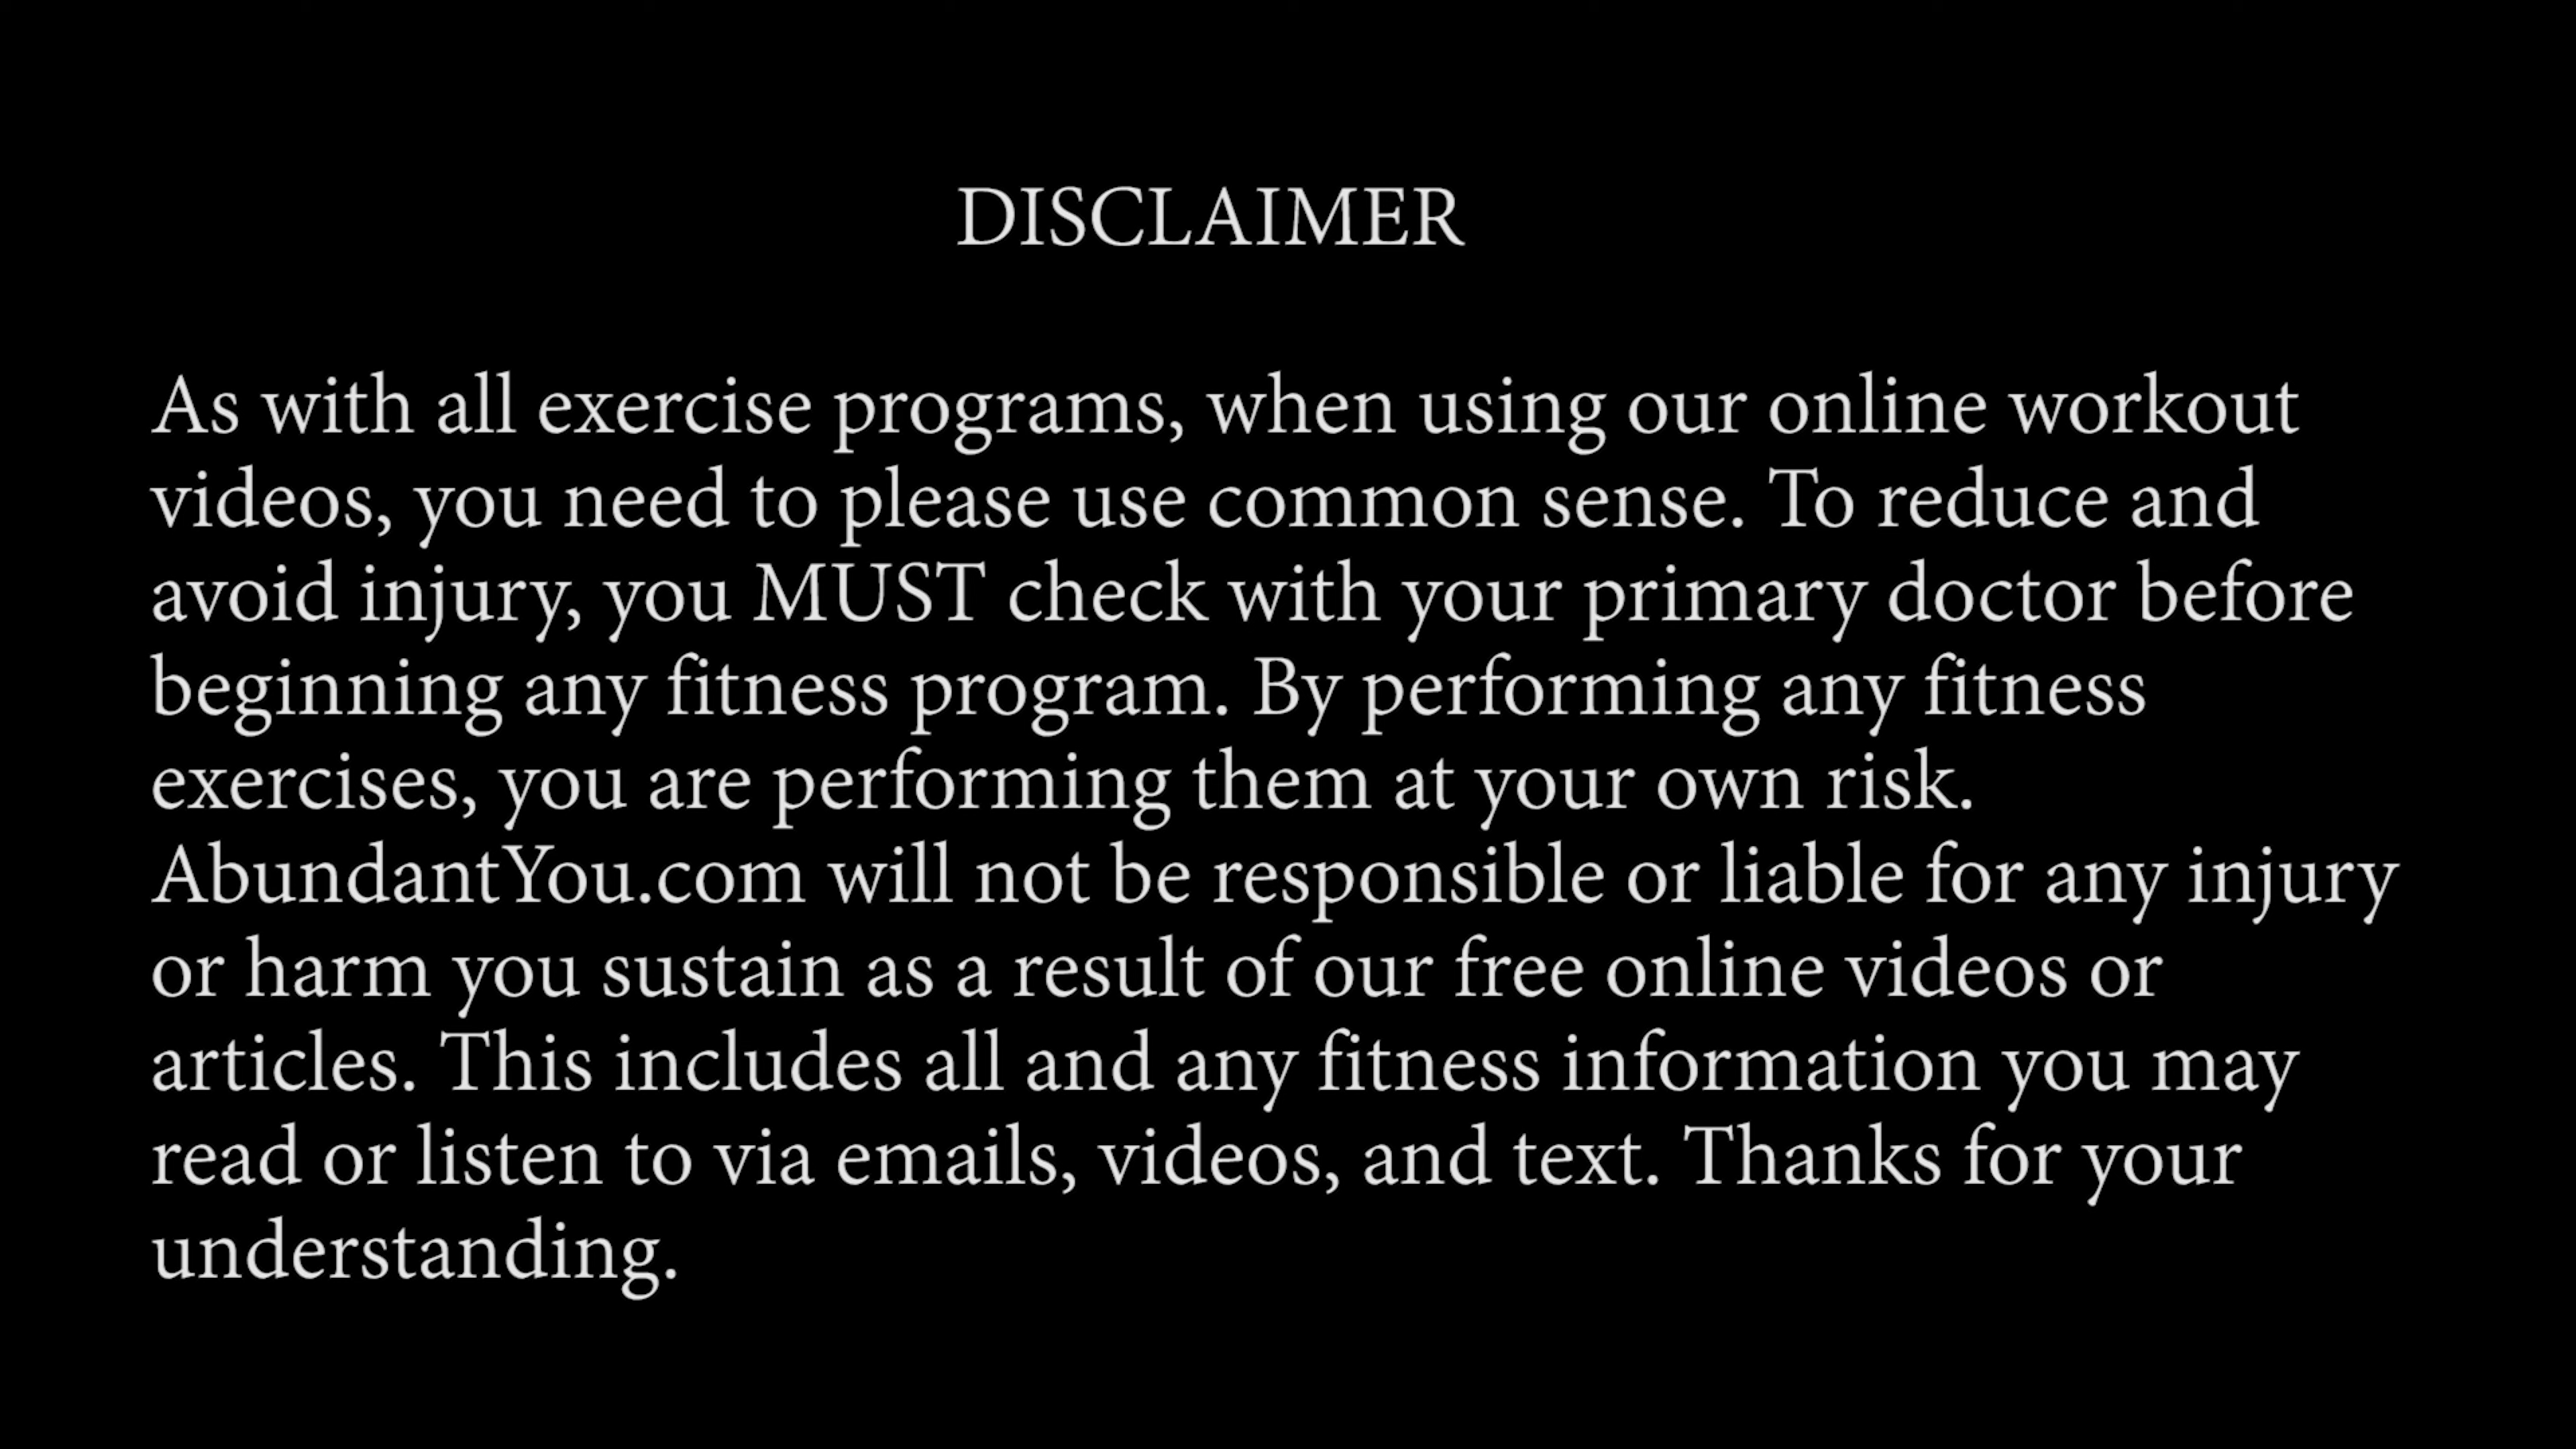 DISCLAIMER
As with all exercise programs, when using our online workout
videos, you need to please use common sense. To reduce and
avoid injury, you MUST check with your primary doctor before
beginning any fitness program. By performing any fitness
exercises, you are performing them at your own risk.
AbundantYou.com will not be responsible or liable for any injury
or harm you sustain as a result of our free online videos or
articles. This includes all and any fitness information you may
read or listen to via emails, videos, and text. Thanks for your
understanding.